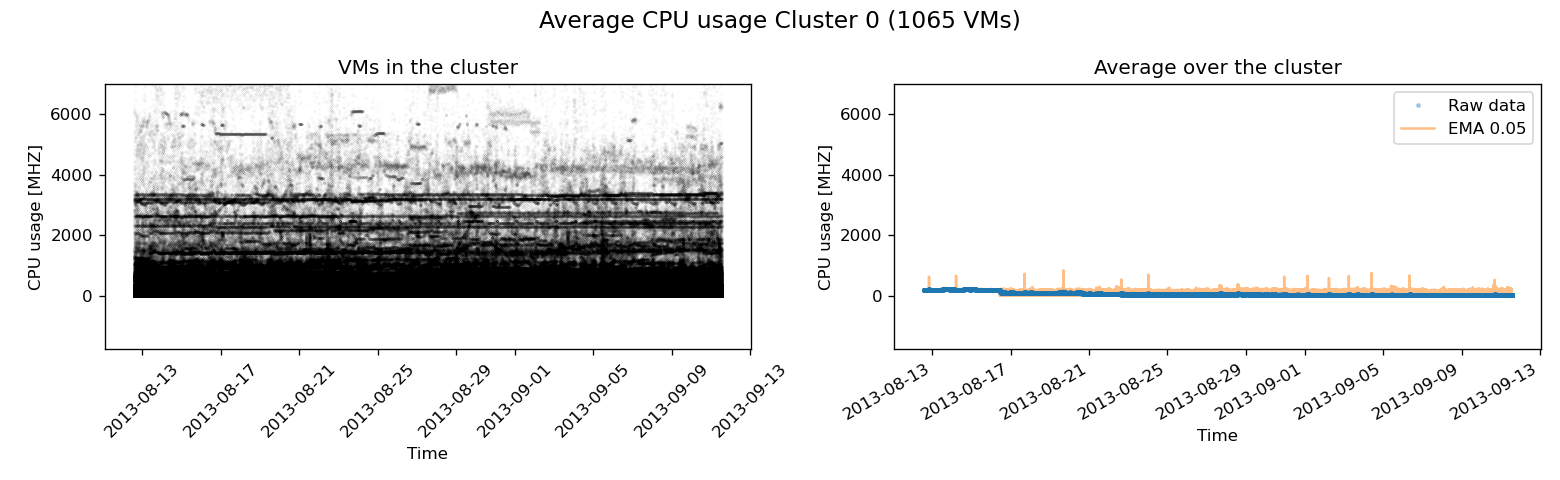 Average CPU usage Cluster 0 (1065 VMs)
VMs in the cluster
CPU usage [MHZ]
6000
4000
2000
0
2013-08-13
2013-08-17
2013-08-21
2013-08-25
2013-08-29
2013-09-01
2013-09-05
2013-09-09
2013-09-13
Time
Average over the cluster
CPU usage [MHZ]
6000
4000
2000
0
Raw data
EMA 0.05
2013-08-13
2013-08-17
2013-08-21
2013-08-25
2013-08-29
2013-09-01
2013-09-05
2013-09-09
2013-09-13
Time